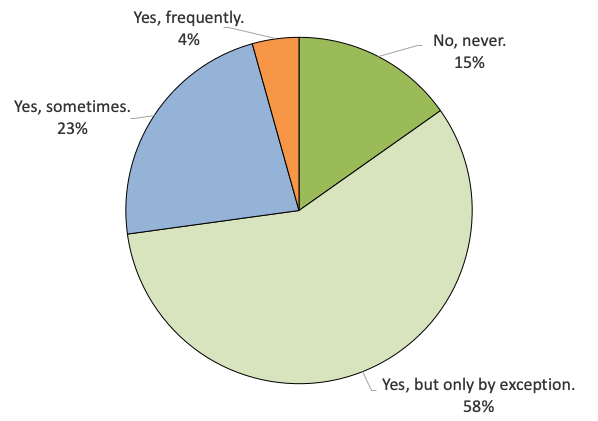 Yes, frequently.
4%
No, never.
15%
Yes, sometimes.
23%
Yes, but only by exception.
58%